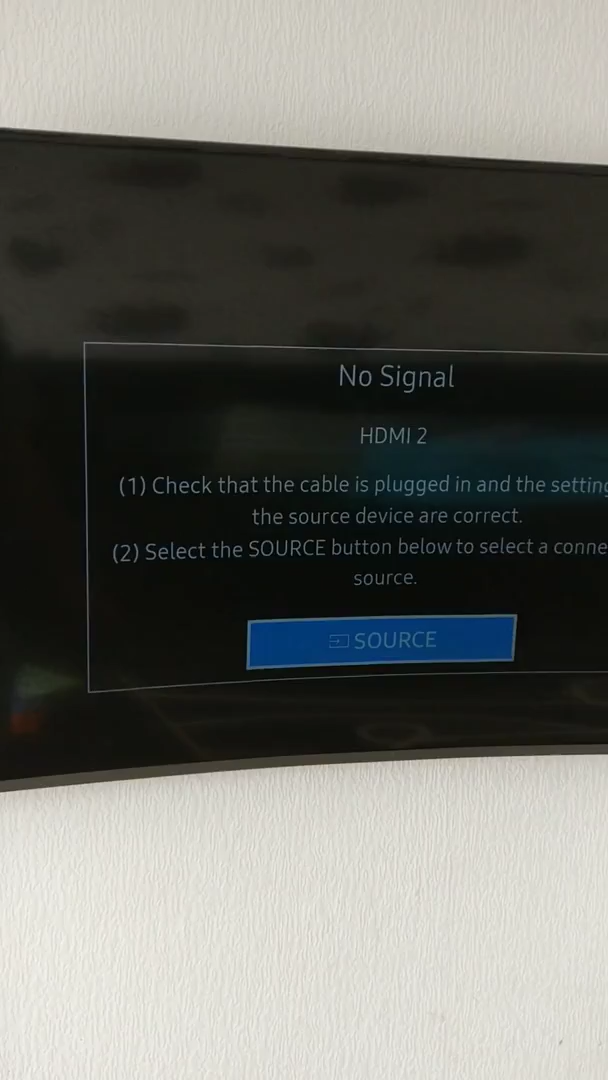 No Signal
HDMI 2
(1) Check that the cable is plugged in and the
the source device are correct.
(2) Select the SOURCE button below to select a
source.
SOURCE